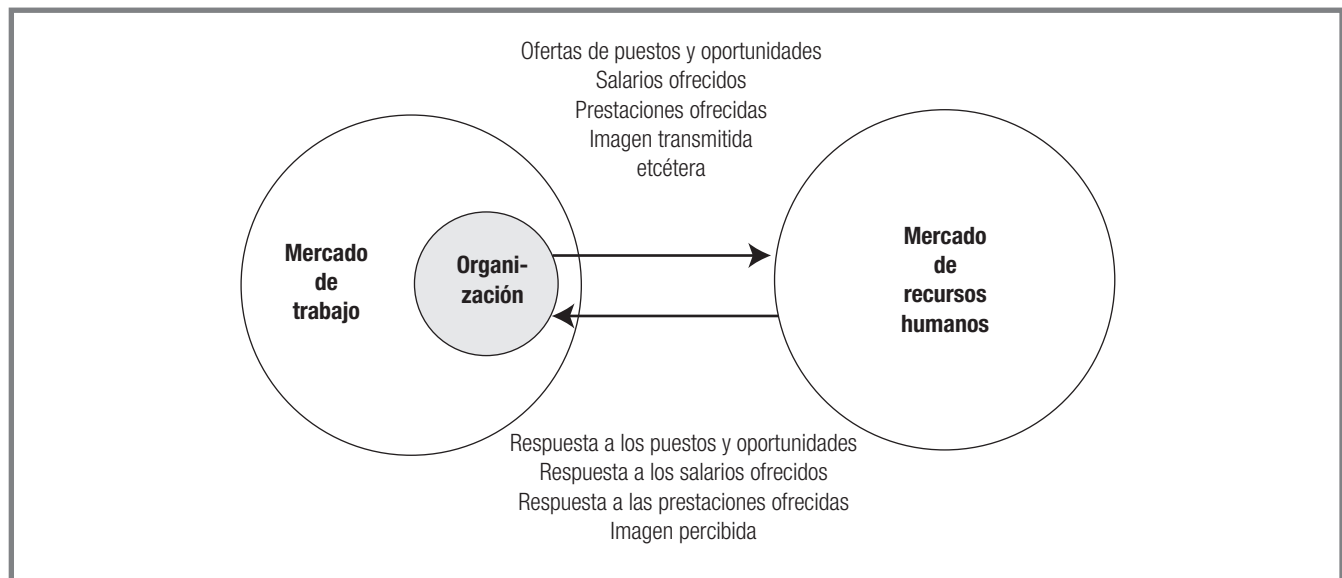 Ofertas de puestos y oportunidades
Salarios ofrecidos
Prestaciones ofrecidas
Imagen transmitida
etcétera
Mercado
de
trabajo
Organi-
zación
Mercado
de
recursos
humanos
Respuesta a los puestos y oportunidades
Respuesta a los salarios ofrecidos
Respuesta a las prestaciones ofrecidas
Imagen percibida